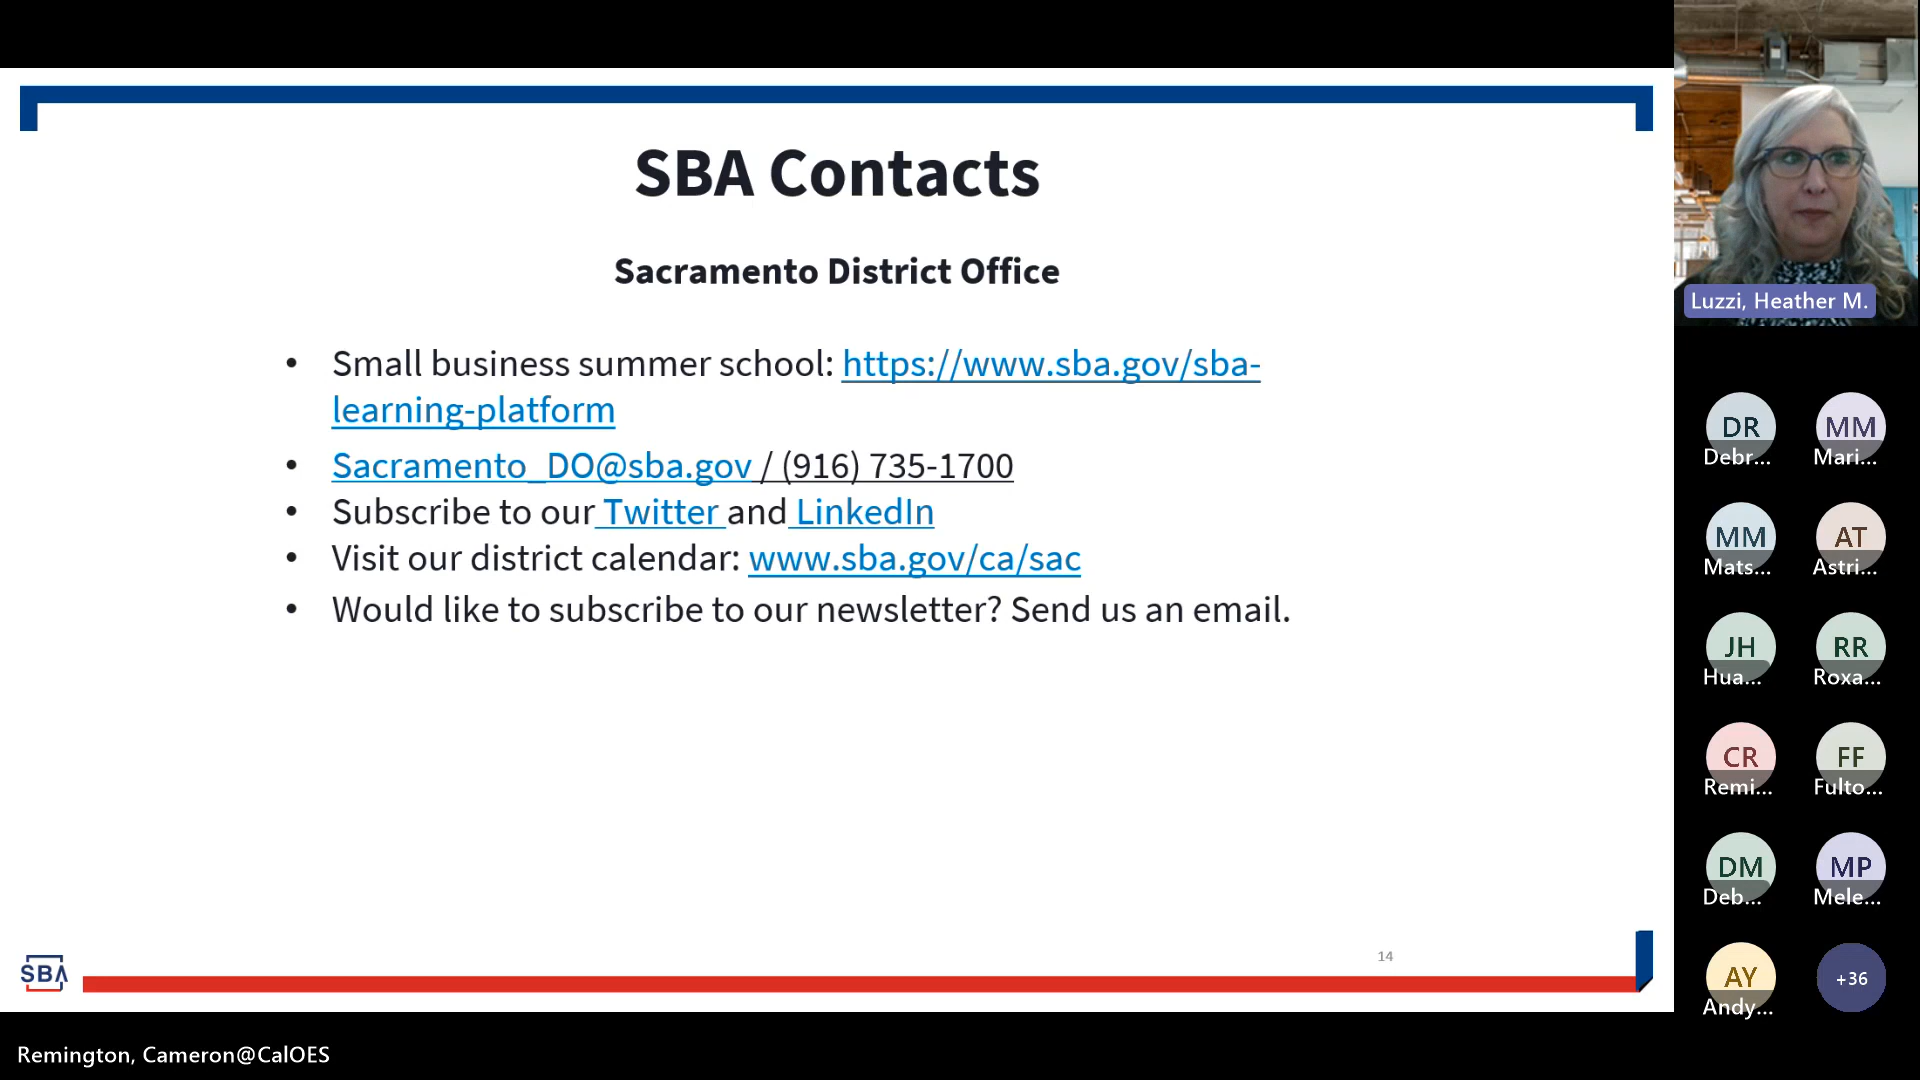 SBA Contacts
Sacramento District Office
• Small business summer school: https://www.sba.gov/sba-
learning-platform
• Sacramento_DO@sba.gov / (916) 735-1700
• Subscribe to our Twitter and LinkedIn
• Visit our district calendar: www.sba.gov/ca/sac
• Would like to subscribe to our newsletter? Send us an email.
14
SBA
Remington, Cameron@CalOES
Luzzi, Heather M.
DR
Debr...
MM
Mari...
MM
Mats...
AT
Astri...
JH
Hua...
RR
Roxa...
CR
Remi...
FF
Fulto...
DM
Deb...
MP
Mele...
AY
Andy...
+36